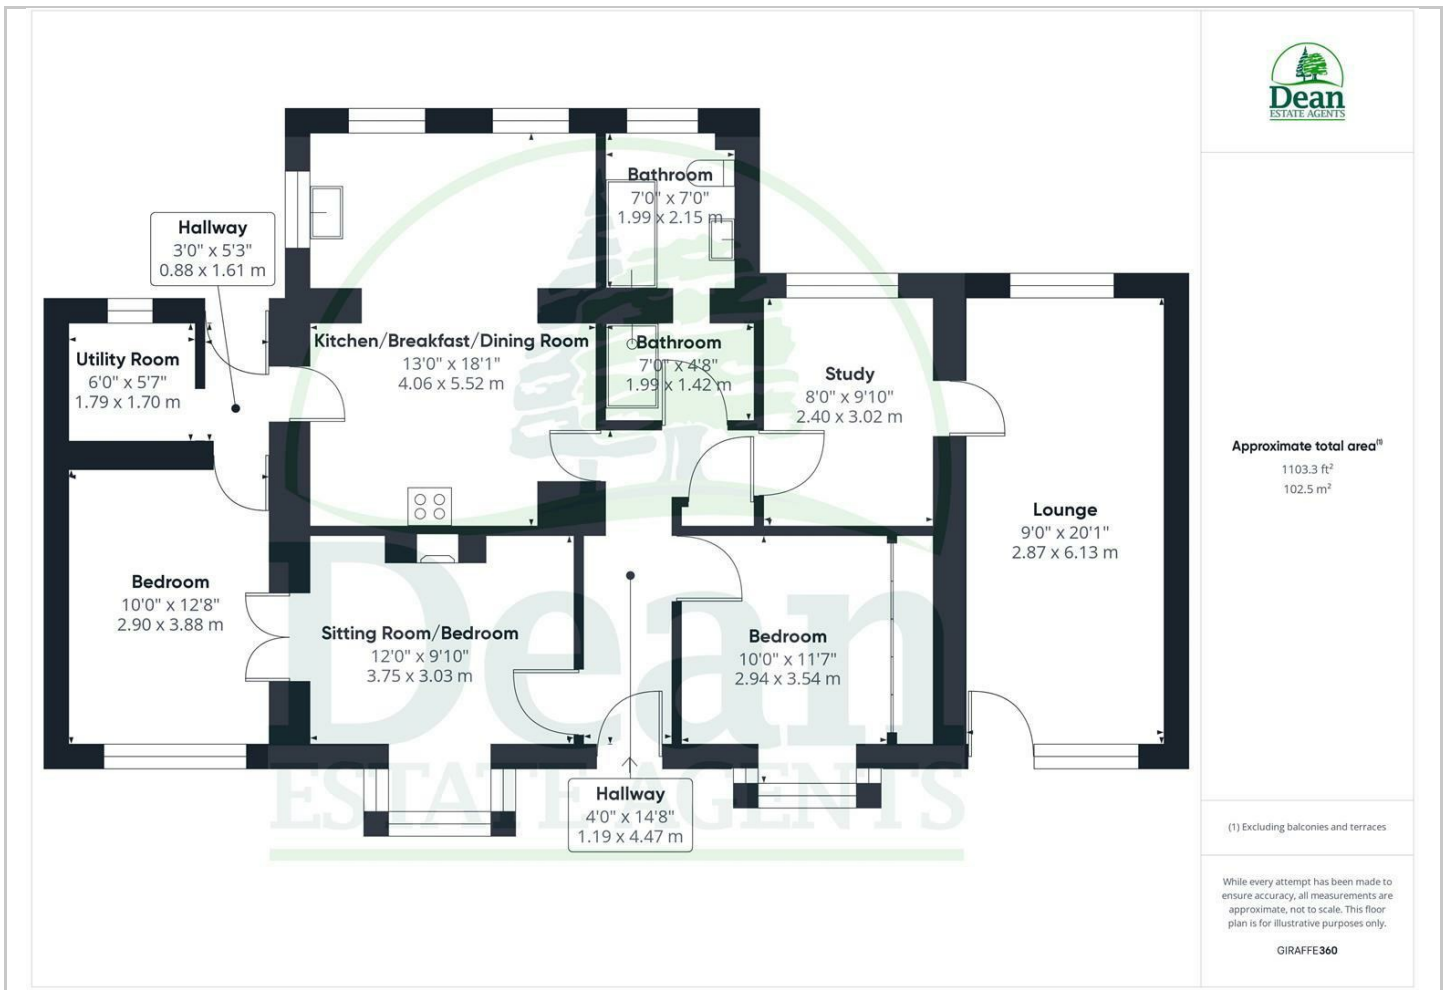 Dean
ESTATE AGENTS
Bathroom
7'0" x 7'0"
1.99 x 2.15 m
Hallway
3'0" x 5'3"
0.88 x 1.61 m
Kitchen/Breakfast/Dining Room
13'0" x 18'1"
4.06 x 5.52 m
Bathroom
7'0" x 4'8"
1.99 x 1.42 m
Utility Room
6'0" x 5'7"
1.79 x 1.70 m
Study
8'0" x 9'10"
2.40 x 3.02 m
Approximate total area(1)
1103.3 ft²
102.5 m²
Lounge
9'0" x 20'1"
2.87 x 6.13 m
Bedroom
10'0" x 12'8"
2.90 x 3.88 m
Sitting Room/Bedroom
12'0" x 9'10"
3.75 x 3.03 m
Bedroom
10'0" x 11'7"
2.94 x 3.54 m
Dean
ESTATE AGENTS
Hallway
4'0" x 14'8"
1.19 x 4.47 m
(1) Excluding balconies and terraces
While every attempt has been made to
ensure accuracy, all measurements are
approximate, not to scale. This floor
plan is for illustrative purposes only.
GIRAFFE360